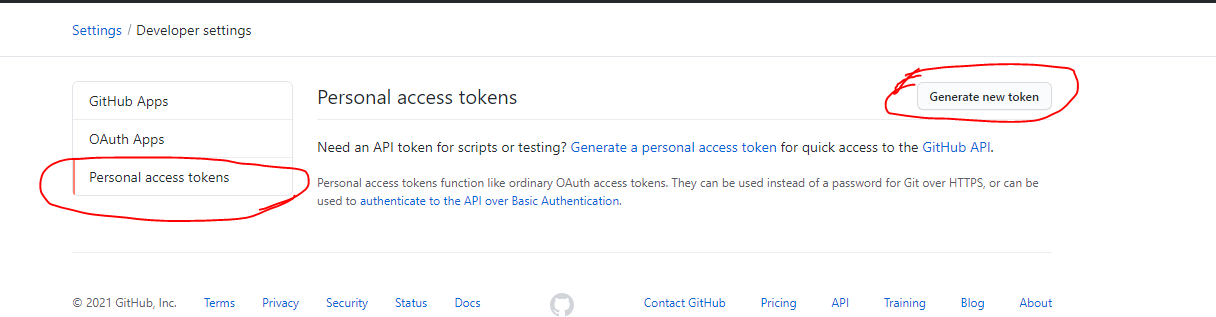 Settings / Developer settings
GitHub Apps
OAuth Apps
Personal access tokens
Personal access tokens
Generate new token
Need an API token for scripts or testing? Generate a personal access token for quick access to the GitHub API.
Personal access tokens function like ordinary OAuth access tokens. They can be used instead of a password for Git over HTTPS, or can be
used to authenticate to the API over Basic Authentication.
© 2021 GitHub, Inc. Terms Privacy Security Status Docs Contact GitHub Pricing API Training Blog About